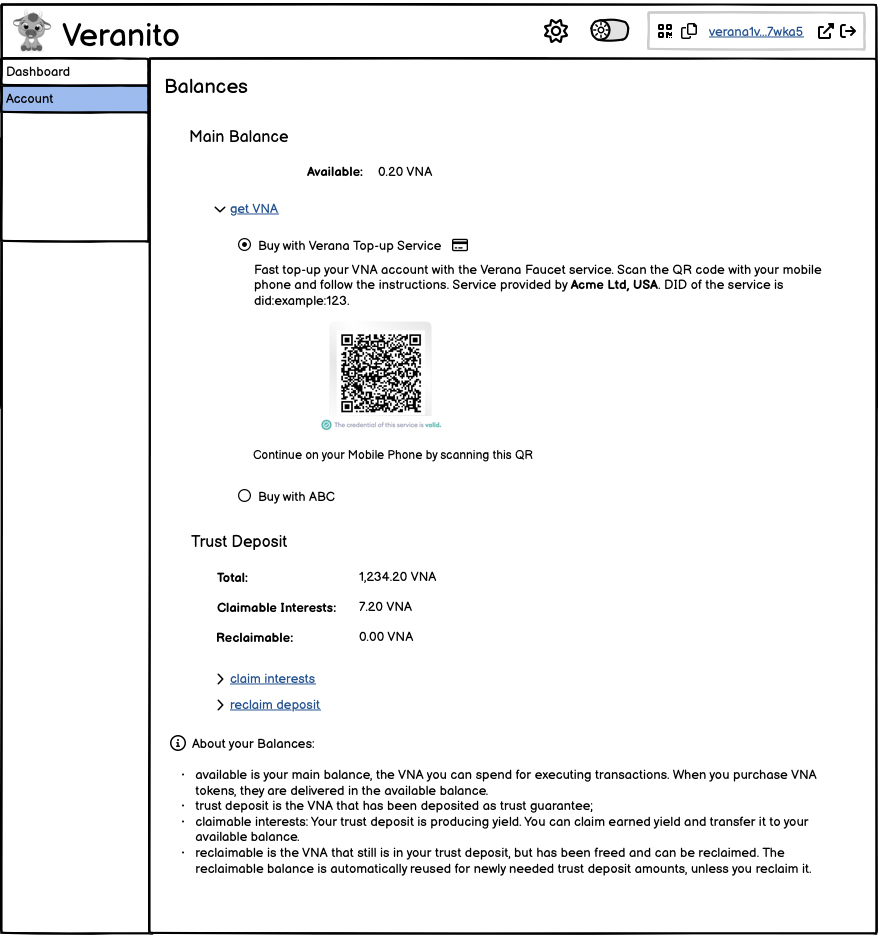 Veranito
verana1v...7wka5
Dashboard
Account
Balances
Main Balance
Available: 0.20 VNA
get VNA
Buy with Verana Top-up Service
Fast top-up your VNA account with the Verana Faucet service. Scan the QR code with your mobile
phone and follow the instructions. Service provided by Acme Ltd, USA. DID of the service is
did:example:123.
The credential of this service is valid.
Continue on your Mobile Phone by scanning this QR
Buy with ABC
Trust Deposit
Total: 1,234.20 VNA
Claimable Interests: 7.20 VNA
Reclaimable: 0.00 VNA
claim interests
reclaim deposit
About your Balances:
· available is your main balance, the VNA you can spend for executing transactions. When you purchase VNA
tokens, they are delivered in the available balance.
· trust deposit is the VNA that has been deposited as trust guarantee;
· claimable interests: Your trust deposit is producing yield. You can claim earned yield and transfer it to your
available balance.
· reclaimable is the VNA that still is in your trust deposit, but has been freed and can be reclaimed. The
reclaimable balance is automatically reused for newly needed trust deposit amounts, unless you reclaim it.